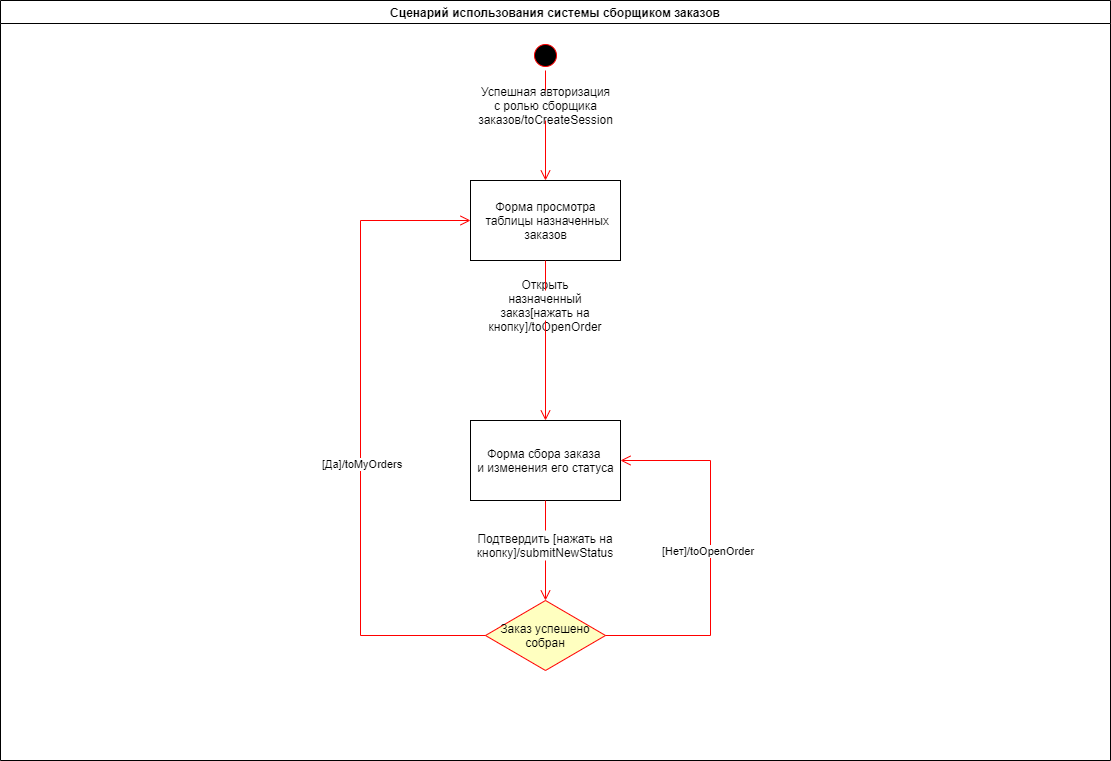 Сценарий использования системы сборщиком заказов
Успешная авторизация
с ролью сборщика
заказов/toCreateSession
Форма просмотра
таблицы назначенных
заказов
Открыть
назначенный
заказ[нажать на
кнопку]/toOpenOrder
Форма сбора заказа
и изменения его статуса
[Да]/toMyOrders
Подтвердить [нажать на
кнопку]/submitNewStatus
[Нет]/toOpenOrder
Заказ успешено
собран